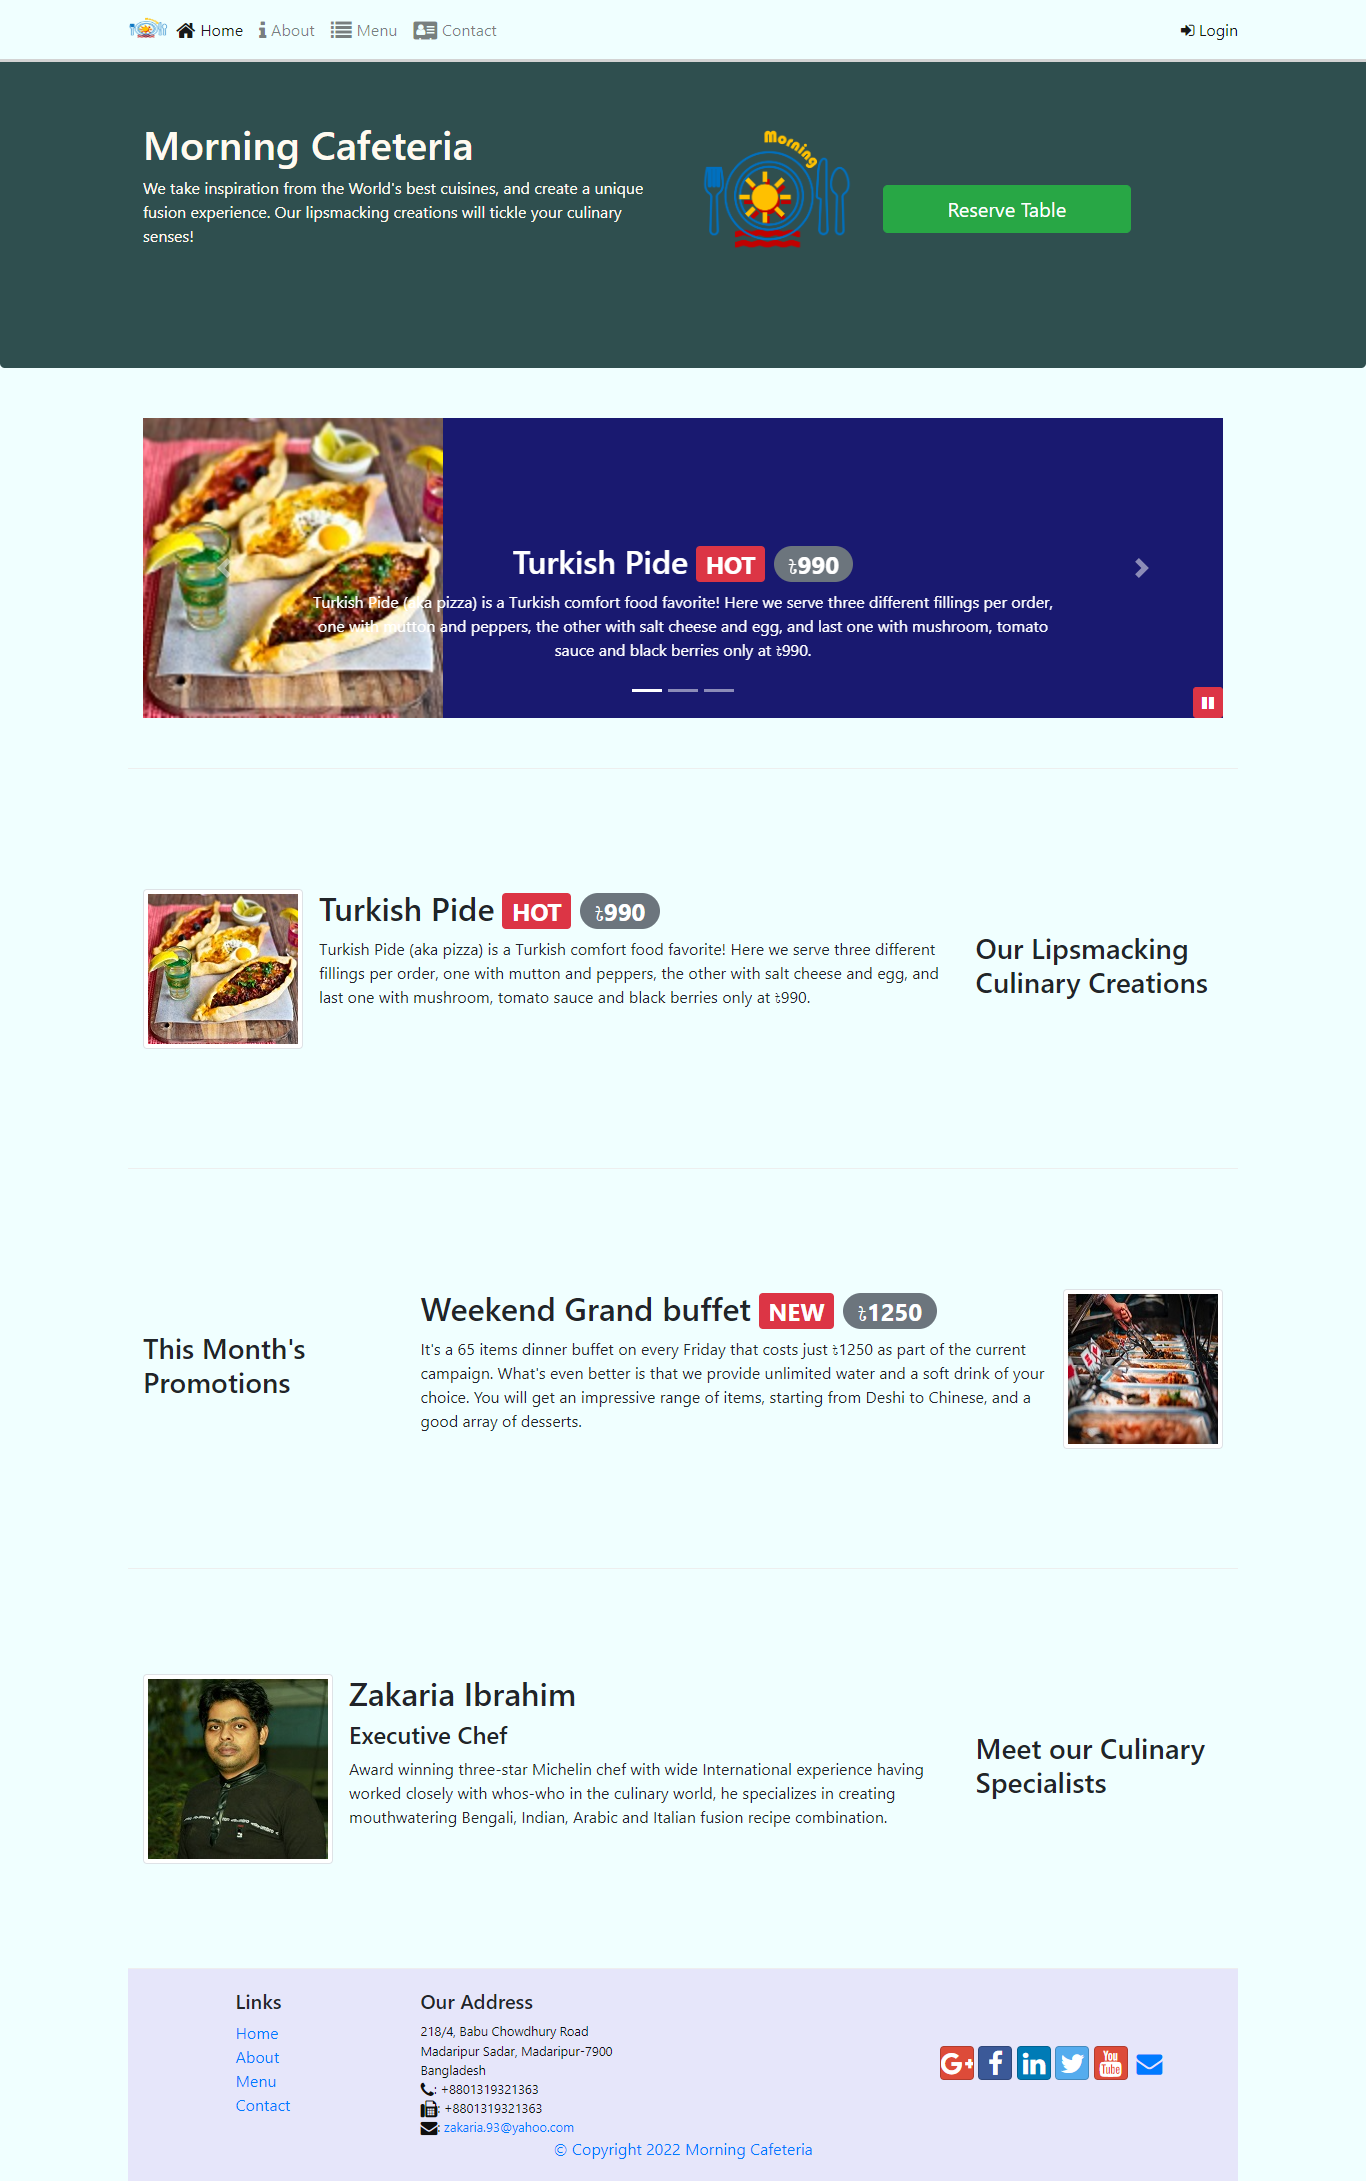 Home About Menu Contact Login
Morning Cafeteria
We take inspiration from the World's best cuisines, and create a unique
fusion experience. Our lipsmacking creations will tickle your culinary
senses!
Morning
Reserve Table
Turkish Pide HOT ৳990
Turkish Pide (aka pizza) is a Turkish comfort food favorite! Here we serve three different fillings per order,
one with mutton and peppers, the other with salt cheese and egg, and last one with mushroom, tomato
sauce and black berries only at ৳990.
Turkish Pide HOT ৳990
Turkish Pide (aka pizza) is a Turkish comfort food favorite! Here we serve three different
fillings per order, one with mutton and peppers, the other with salt cheese and egg, and
last one with mushroom, tomato sauce and black berries only at ৳990.
Our Lipsmacking
Culinary Creations
This Month's
Promotions
Weekend Grand buffet NEW ৳1250
It's a 65 items dinner buffet on every Friday that costs just ৳1250 as part of the current
campaign. What's even better is that we provide unlimited water and a soft drink of your
choice. You will get an impressive range of items, starting from Deshi to Chinese, and a
good array of desserts.
Zakaria Ibrahim
Executive Chef
Award winning three-star Michelin chef with wide International experience having
worked closely with whos-who in the culinary world, he specializes in creating
mouthwatering Bengali, Indian, Arabic and Italian fusion recipe combination.
Meet our Culinary
Specialists
Links
Home
About
Menu
Contact
Our Address
218/4, Babu Chowdhury Road
Madaripur Sadar, Madaripur-7900
Bangladesh
: +8801319321363
: +8801319321363
: zakaria.93@yahoo.com
G+ f in You Tube
© Copyright 2022 Morning Cafeteria